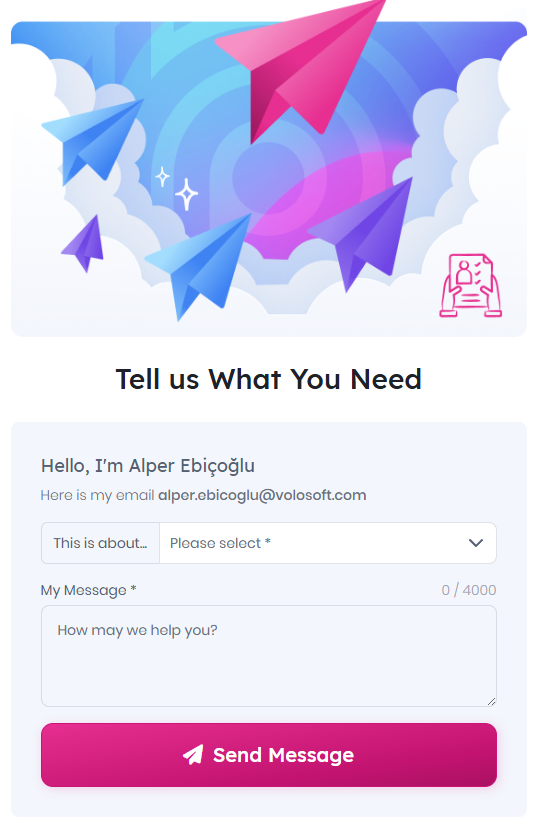 Tell us What You Need
Hello, I'm Alper Ebiçoğlu
Here is my email alper.ebicoglu@volosoft.com
This is about... Please select *
My Message * 0 / 4000
How may we help you?
Send Message